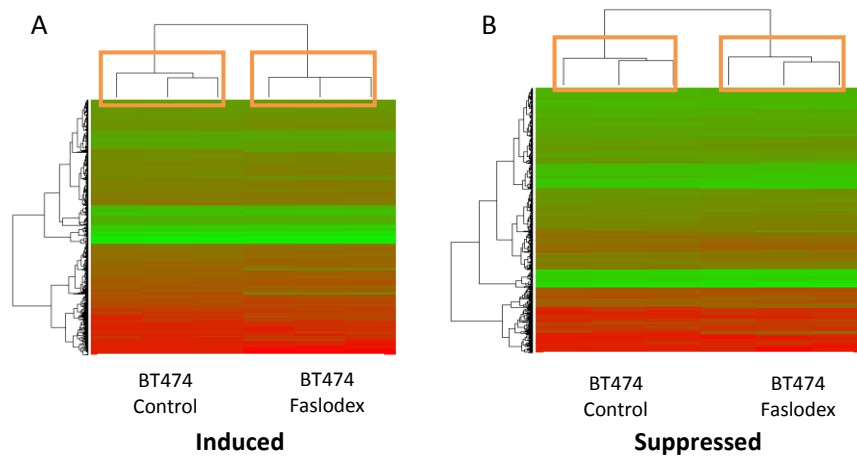 A
BT474
Control
BT474
Faslodex
Induced
B
BT474
Control
BT474
Faslodex
Suppressed